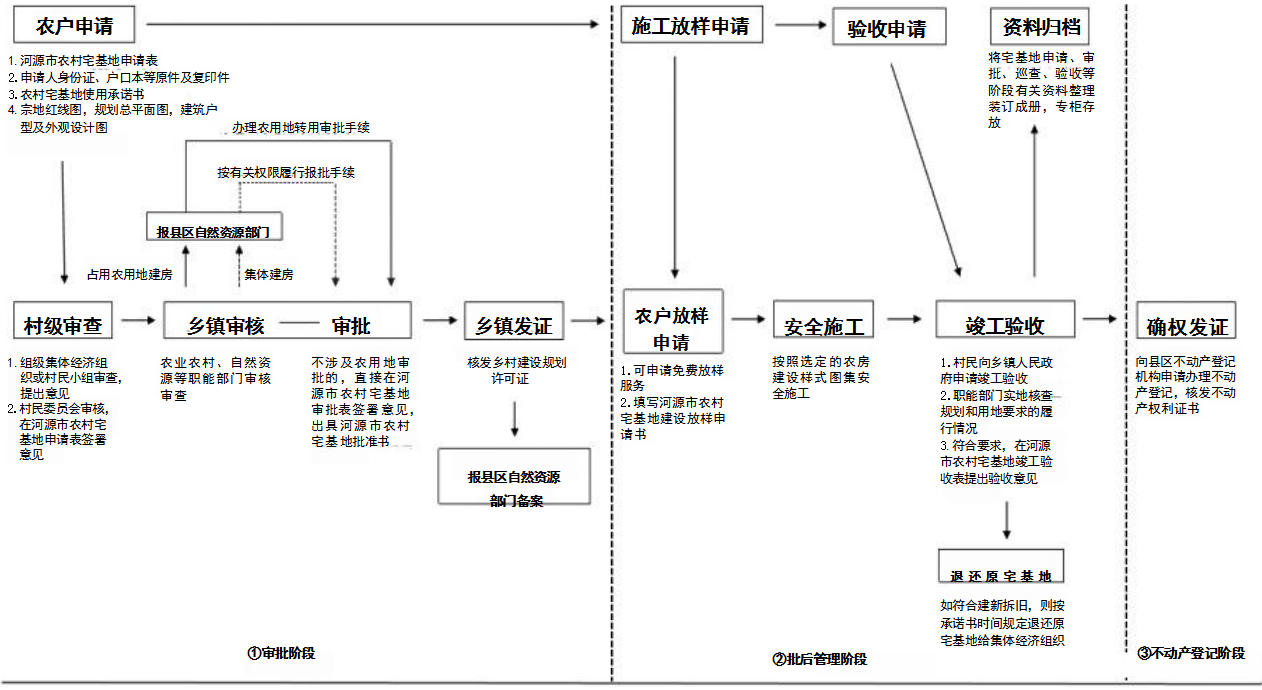 农户申请
施工放样申请
验收申请
资料归档
1. 河源市农村宅基地申请表
2. 申请人身份证、户口本等原件及复印件
3. 农村宅基地使用承诺书
4. 宗地红线图，规划总平面图，建筑户
型及外观设计图
将宅基地申请、审
批、巡查、验收等
阶段有关资料整理
装订成册，专柜存
放
办理农用地转用审批手续
按有关权限履行报批手续
报县区自然资源部门
占用农用地建房
集体建房
村级审查
乡镇审核
审批
乡镇发证
农户放样
申请
安全施工
竣工验收
确权发证
1. 组级集体经济组
织或村民小组审查，
提出意见
2. 村民委员会审核，
在河源市农村宅
基地申请表签署
意见
农业农村、自然资
源等职能部门审核
审查
不涉及农用地审
批的，直接在河
源市农村宅基地
审批表签署意见，
出具河源市农村
宅基地批准书
核发乡村建设规划
许可证
报县区自然资源
部门备案
1. 可申请免费放样
服务
2. 填写河源市农村
宅基地建设放样申
请书
按照选定的农房
建设样式图集安
全施工
1. 村民向乡镇人民政
府申请竣工验收
2. 职能部门实地核查
规划和用地要求的履
行情况
3. 符合要求，在河源
市农村宅基地竣工验
收表提出验收意见
退还原宅基地
如符合建新拆旧，则按
承诺书时间规定退还原
宅基地给集体经济组织
向县区不动产登记
机构申请办理不动
产登记，核发不动
产权利证书
①审批阶段
②批后管理阶段
③不动产登记阶段